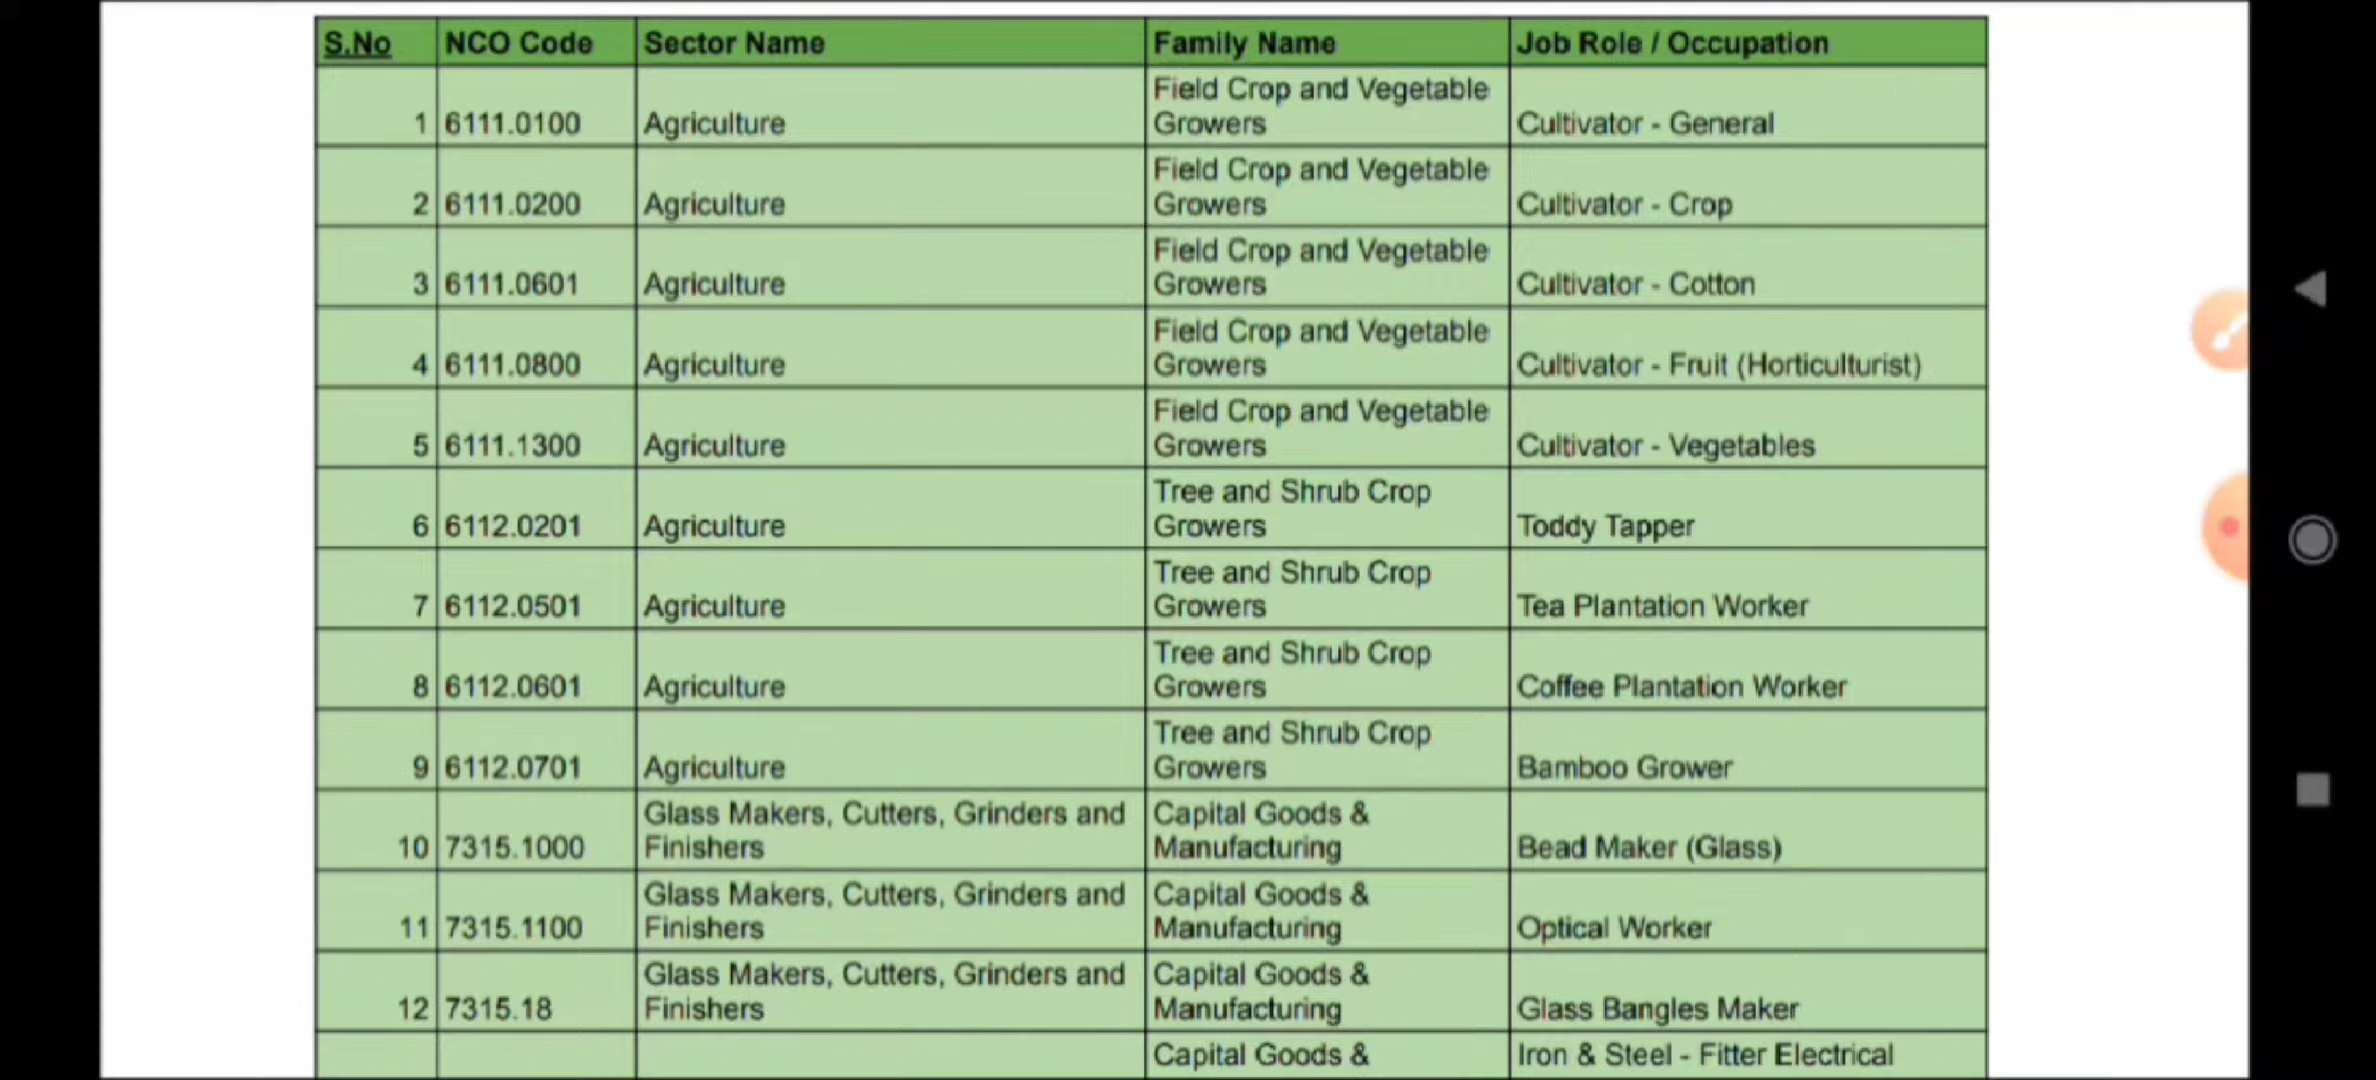 S.No NCO Code Sector Name Family Name Job Role / Occupation
Field Crop and Vegetable
1 6111.0100 Agriculture Growers Cultivator - General
Field Crop and Vegetable
2 6111.0200 Agriculture Growers Cultivator - Crop
Field Crop and Vegetable
3 6111.0601 Agriculture Growers Cultivator - Cotton
Field Crop and Vegetable
4 6111.0800 Agriculture Growers Cultivator - Fruit (Horticulturist)
Field Crop and Vegetable
5 6111.1300 Agriculture Growers Cultivator - Vegetables
Tree and Shrub Crop
6 6112.0201 Agriculture Growers Toddy Tapper
Tree and Shrub Crop
7 6112.0501 Agriculture Growers Tea Plantation Worker
Tree and Shrub Crop
8 6112.0601 Agriculture Growers Coffee Plantation Worker
Tree and Shrub Crop
9 6112.0701 Agriculture Growers Bamboo Grower
Glass Makers, Cutters, Grinders and Capital Goods &
10 7315.1000 Finishers Manufacturing Bead Maker (Glass)
Glass Makers, Cutters, Grinders and Capital Goods &
11 7315.1100 Finishers Manufacturing Optical Worker
Glass Makers, Cutters, Grinders and Capital Goods &
12 7315.18 Finishers Manufacturing Glass Bangles Maker
Capital Goods & Iron & Steel - Fitter Electrical